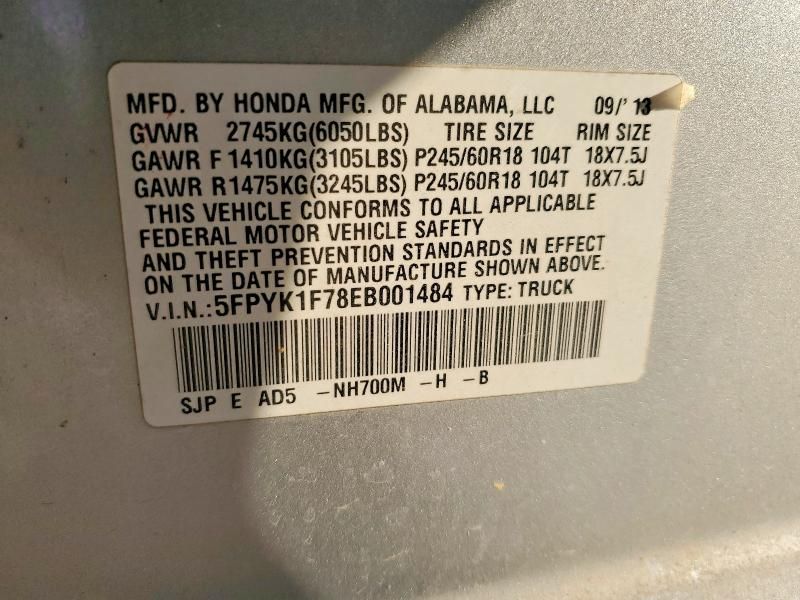 MFD. BY HONDA MFG. OF ALABAMA, LLC 09/'13
GVWR 2745KG(6050LBS) TIRE SIZE RIM SIZE
GAWR F 1410KG(3105LBS) P245/60R18 104T 18X7.5J
GAWR R 1475KG(3245LBS) P245/60R18 104T 18X7.5J
THIS VEHICLE CONFORMS TO ALL APPLICABLE
FEDERAL MOTOR VEHICLE SAFETY
AND THEFT PREVENTION STANDARDS IN EFFECT
ON THE DATE OF MANUFACTURE SHOWN ABOVE.
V.I.N.:5FPYK1F78EB001484 TYPE: TRUCK
SJP E AD5 -NH700M -H -B